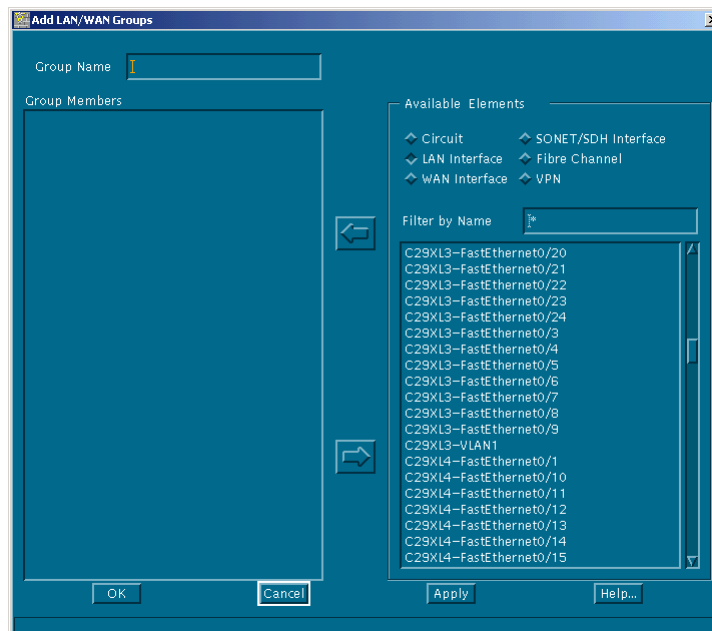 Add LAN/WAN Groups
Group Name
Group Members
Available Elements
Circuit
SONET/SDH Interface
LAN Interface
Fibre Channel
WAN Interface
VPN
Filter by Name
*
C29XL3-FastEthernet0/20
C29XL3-FastEthernet0/21
C29XL3-FastEthernet0/22
C29XL3-FastEthernet0/23
C29XL3-FastEthernet0/24
C29XL3-FastEthernet0/3
C29XL3-FastEthernet0/4
C29XL3-FastEthernet0/5
C29XL3-FastEthernet0/6
C29XL3-FastEthernet0/7
C29XL3-FastEthernet0/8
C29XL3-FastEthernet0/9
C29XL3-VLAN1
C29XL4-FastEthernet0/1
C29XL4-FastEthernet0/10
C29XL4-FastEthernet0/11
C29XL4-FastEthernet0/12
C29XL4-FastEthernet0/13
C29XL4-FastEthernet0/14
C29XL4-FastEthernet0/15
OK
Cancel
Apply
Help...